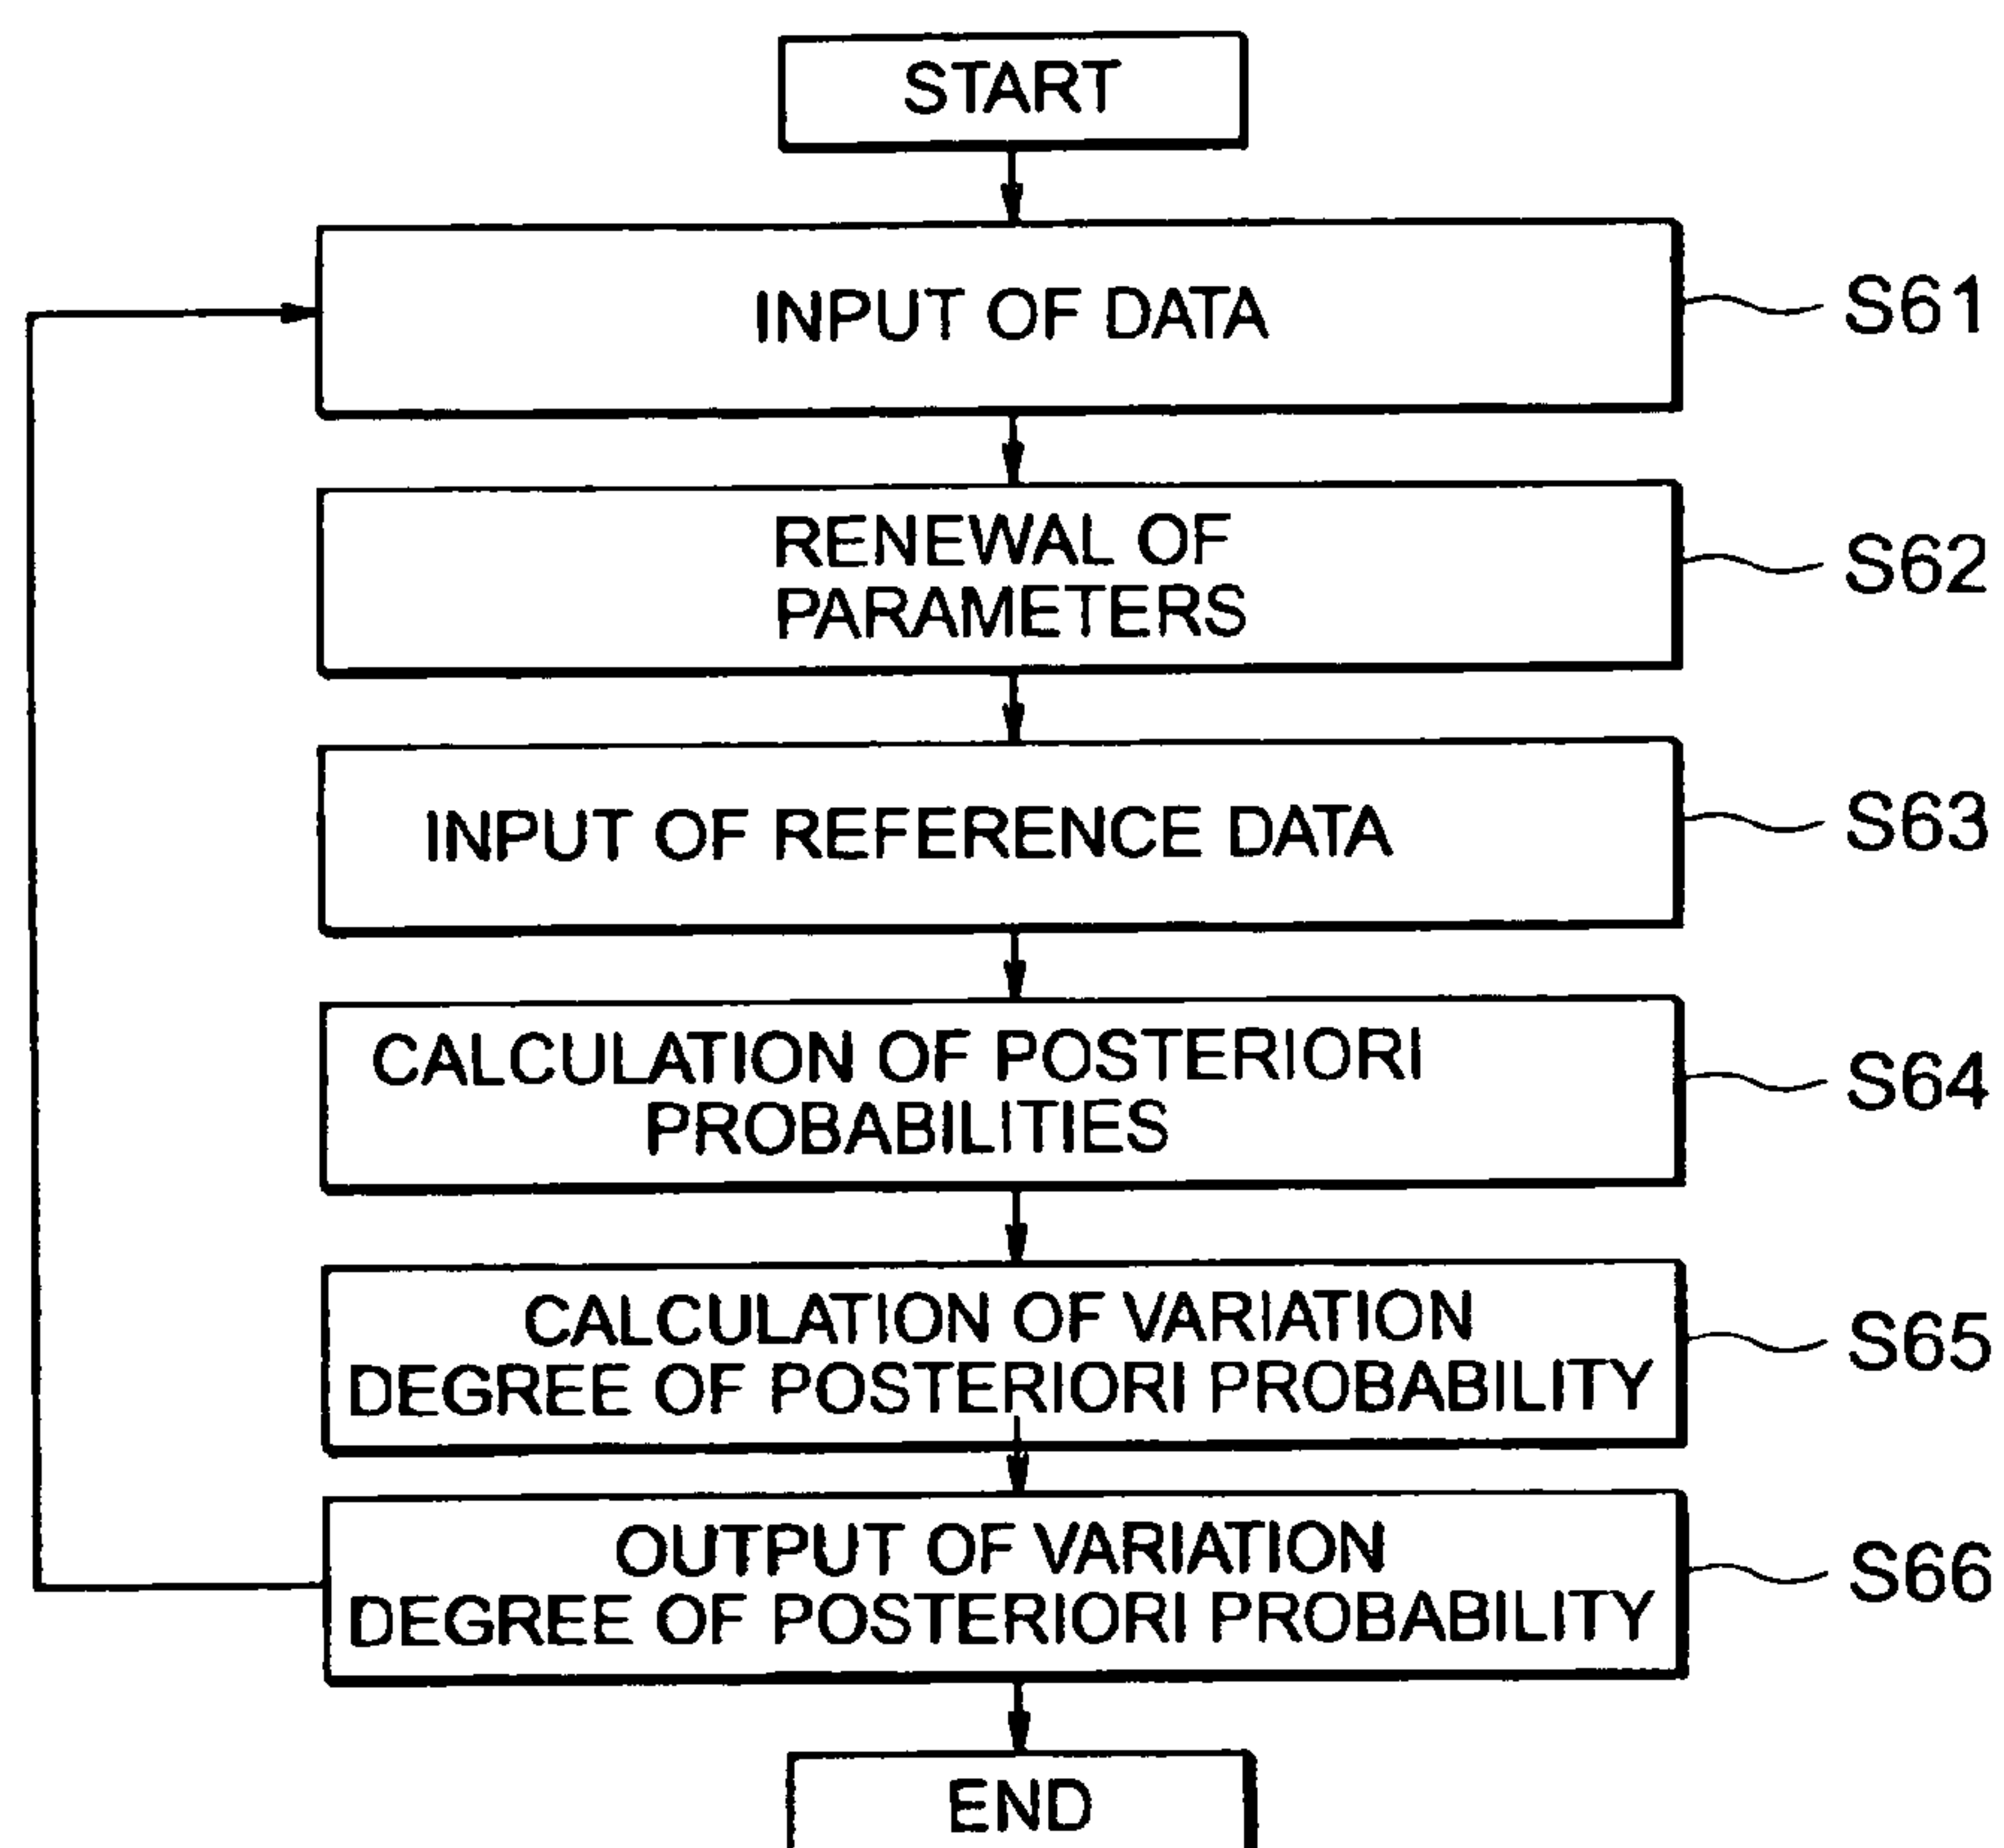 START
INPUT OF DATA
S61
RENEWAL OF
PARAMETERS
S62
INPUT OF REFERENCE DATA
S63
CALCULATION OF POSTERIORI
PROBABILITIES
S64
CALCULATION OF VARIATION
DEGREE OF POSTERIORI PROBABILITY
S65
OUTPUT OF VARIATION
DEGREE OF POSTERIORI PROBABILITY
S66
END